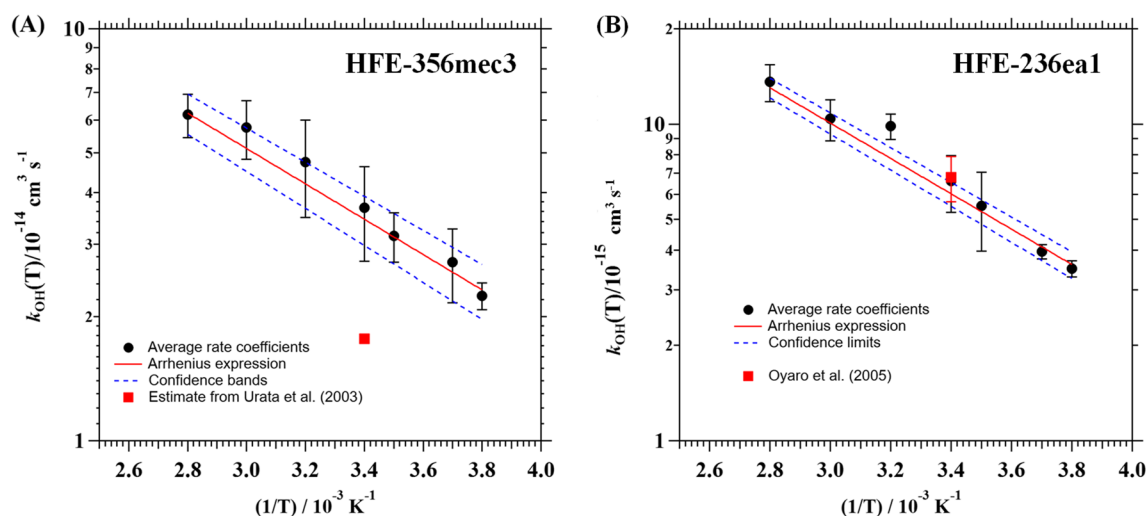 (A)
HFE-356mec3
10
9
8
7
6
5
4
3
2
1
k_OH(T)/10⁻¹⁴ cm³ s⁻¹
Average rate coefficients
Arrhenius expression
Confidence bands
Estimate from Urata et al. (2003)
2.6 2.8 3.0 3.2 3.4 3.6 3.8 4.0
(1/T) / 10⁻³ K⁻¹
(B)
HFE-236ea1
2
10
9
8
7
6
5
4
3
2
1
k_OH(T)/10⁻¹⁵ cm³ s⁻¹
Average rate coefficients
Arrhenius expression
Confidence limits
Oyaro et al. (2005)
2.6 2.8 3.0 3.2 3.4 3.6 3.8 4.0
(1/T) / 10⁻³ K⁻¹